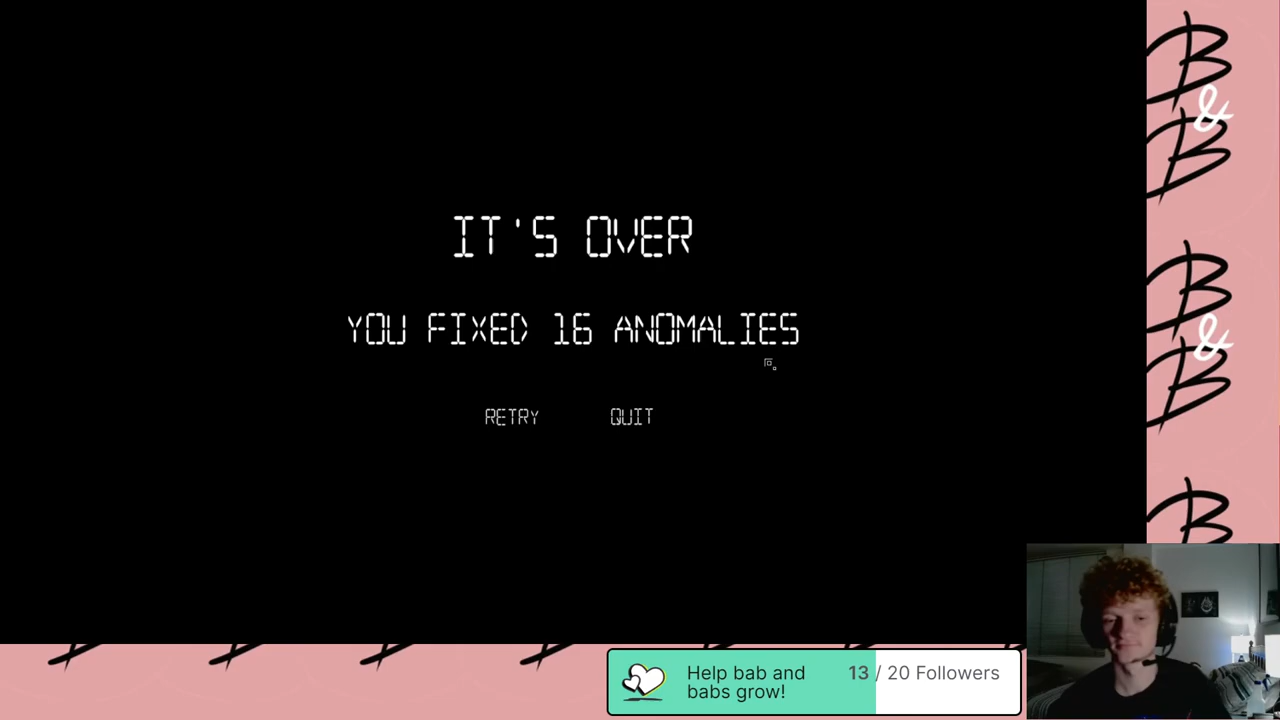 IT'S OVER
YOU FIXED 16 ANOMALIES
RETRY QUIT
B
&
B
B
&
B
B
Help bab and babs grow!
13 / 20 Followers